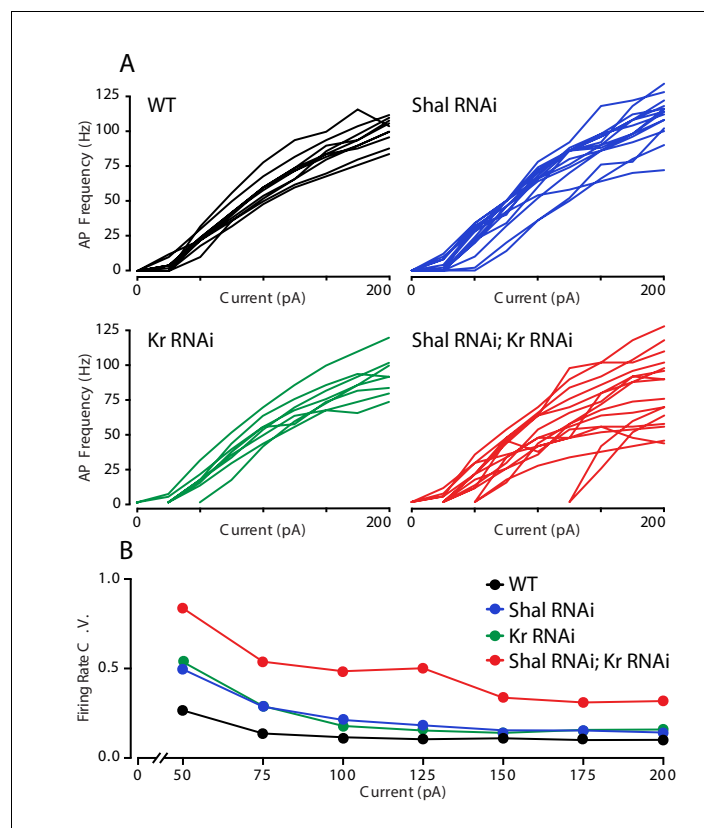 A
WT
Shal RNAi
AP Frequency (Hz)
125
100
75
50
25
0
0
200
Current (pA)
0
200
Current (pA)
Kr RNAi
Shal RNAi; Kr RNAi
AP Frequency (Hz)
125
100
75
50
25
0
0
200
Current (pA)
0
200
Current (pA)
B
Firing Rate C . V.
1.0
0.5
0.0
WT
Shal RNAi
Kr RNAi
Shal RNAi; Kr RNAi
0
50
75
100
125
150
175
200
Current (pA)